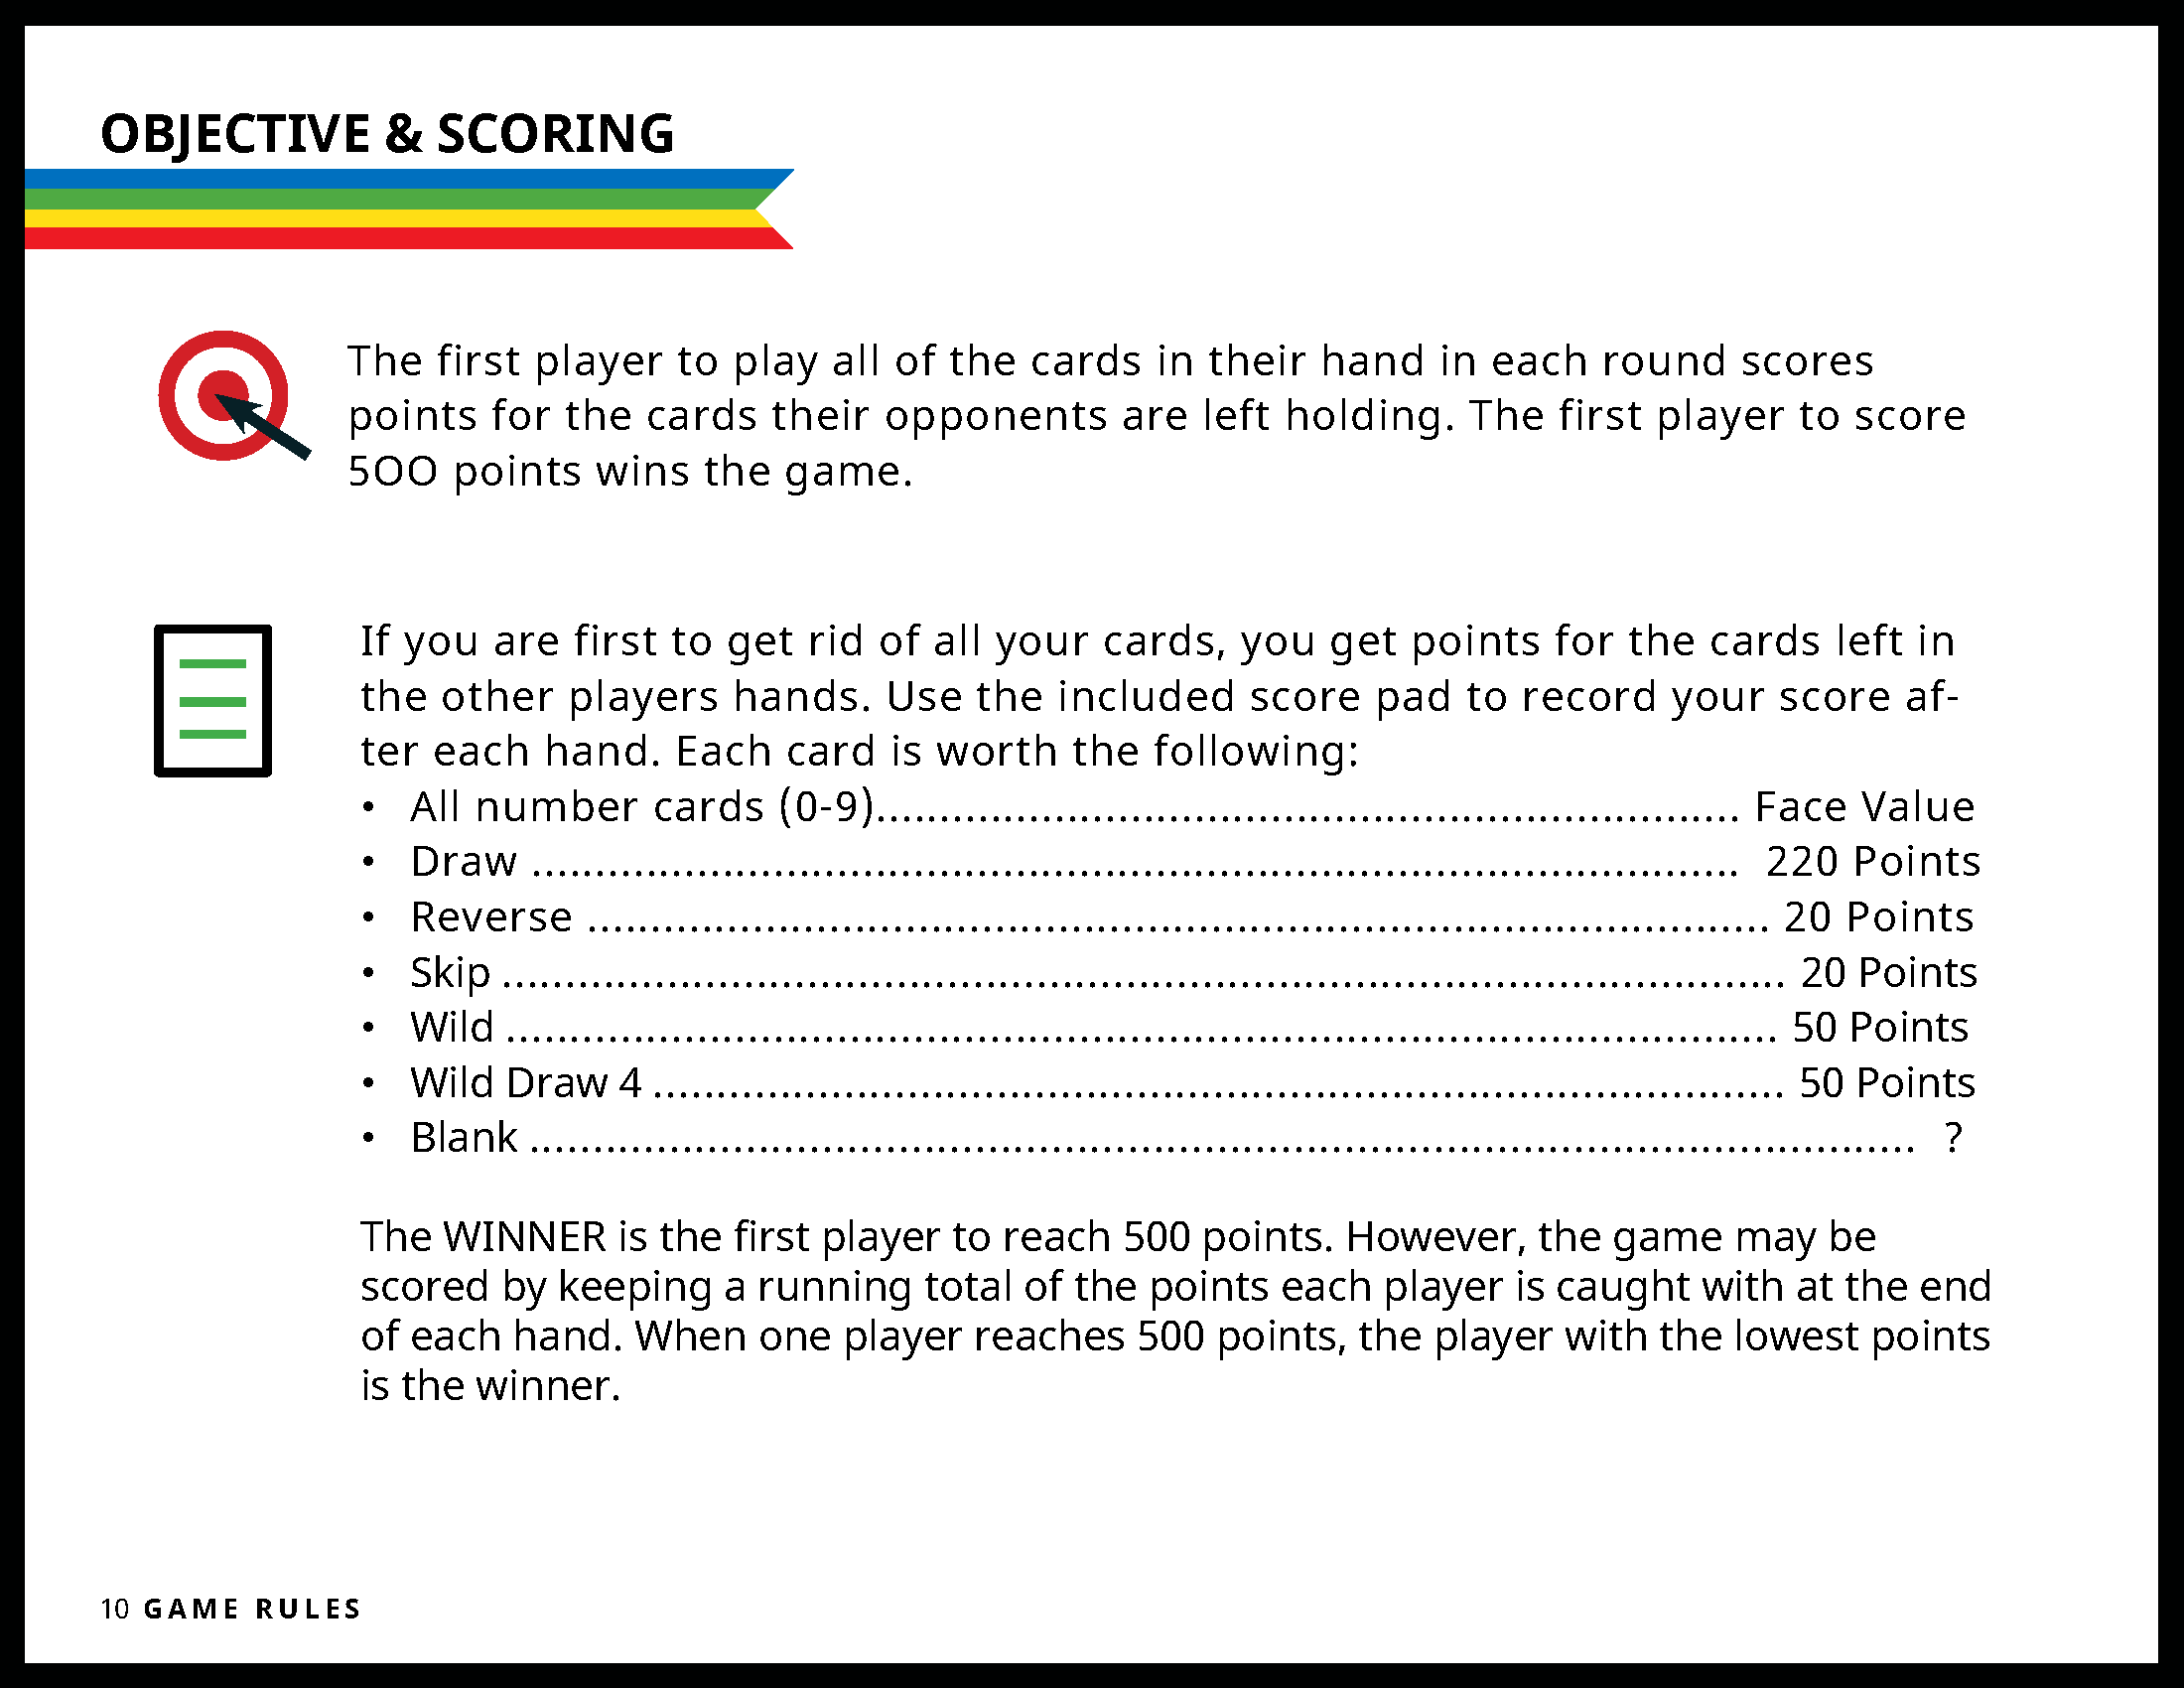 OBJECTIVE & SCORING
The first player to play all of the cards in their hand in each round scores
points for the cards their opponents are left holding. The first player to score
5OO points wins the game.
If you are first to get rid of all your cards, you get points for the cards left in
the other players hands. Use the included score pad to record your score af-
ter each hand. Each card is worth the following:
• All number cards (0-9).................................................................... Face Value
• Draw ............................................................................................... 220 Points
• Reverse ............................................................................................. 20 Points
• Skip ..................................................................................................... 20 Points
• Wild .................................................................................................... 50 Points
• Wild Draw 4 ......................................................................................... 50 Points
• Blank ............................................................................................................. ?
The WINNER is the first player to reach 500 points. However, the game may be
scored by keeping a running total of the points each player is caught with at the end
of each hand. When one player reaches 500 points, the player with the lowest points
is the winner.
10 GAME RULES